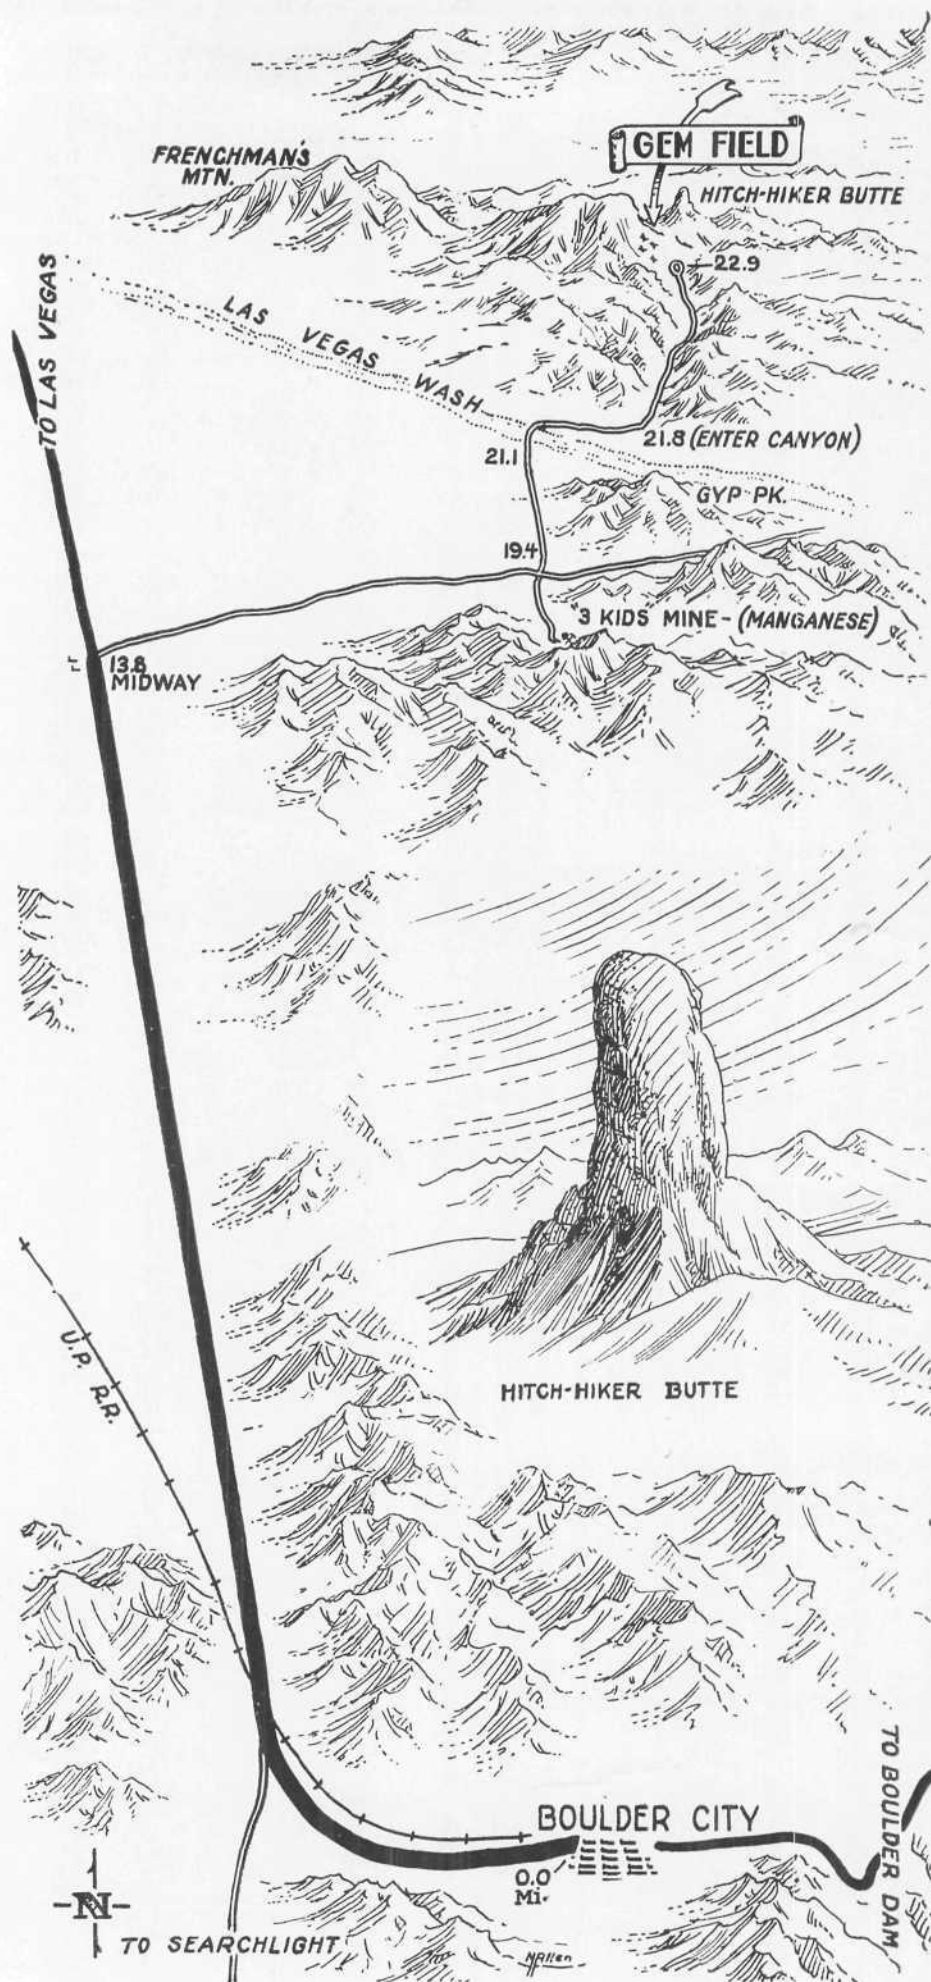 GEM FIELD
FRENCHMAN'S
MTN.
HITCH-HIKER BUTTE
22.9
TO LAS VEGAS
LAS VEGAS WASH
21.8 (ENTER CANYON)
21.1
GYP PK.
19.4
"3 KIDS" MINE - (MANGANESE)
13.8
MIDWAY
HITCH-HIKER BUTTE
U.P. R.R.
BOULDER CITY
0.0
Mi.
TO BOULDER DAM
N
TO SEARCHLIGHT